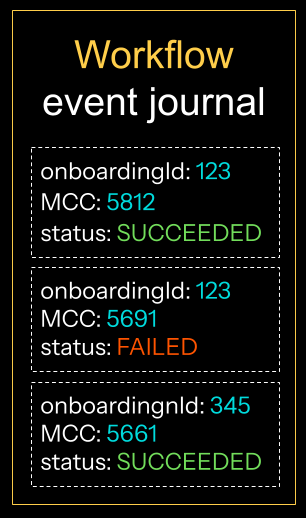 Workflow
event journal
onboardingId: 123
MCC: 5812
status: SUCCEEDED
onboardingId: 123
MCC: 5691
status: FAILED
onboardingnId: 345
MCC: 5661
status: SUCCEEDED